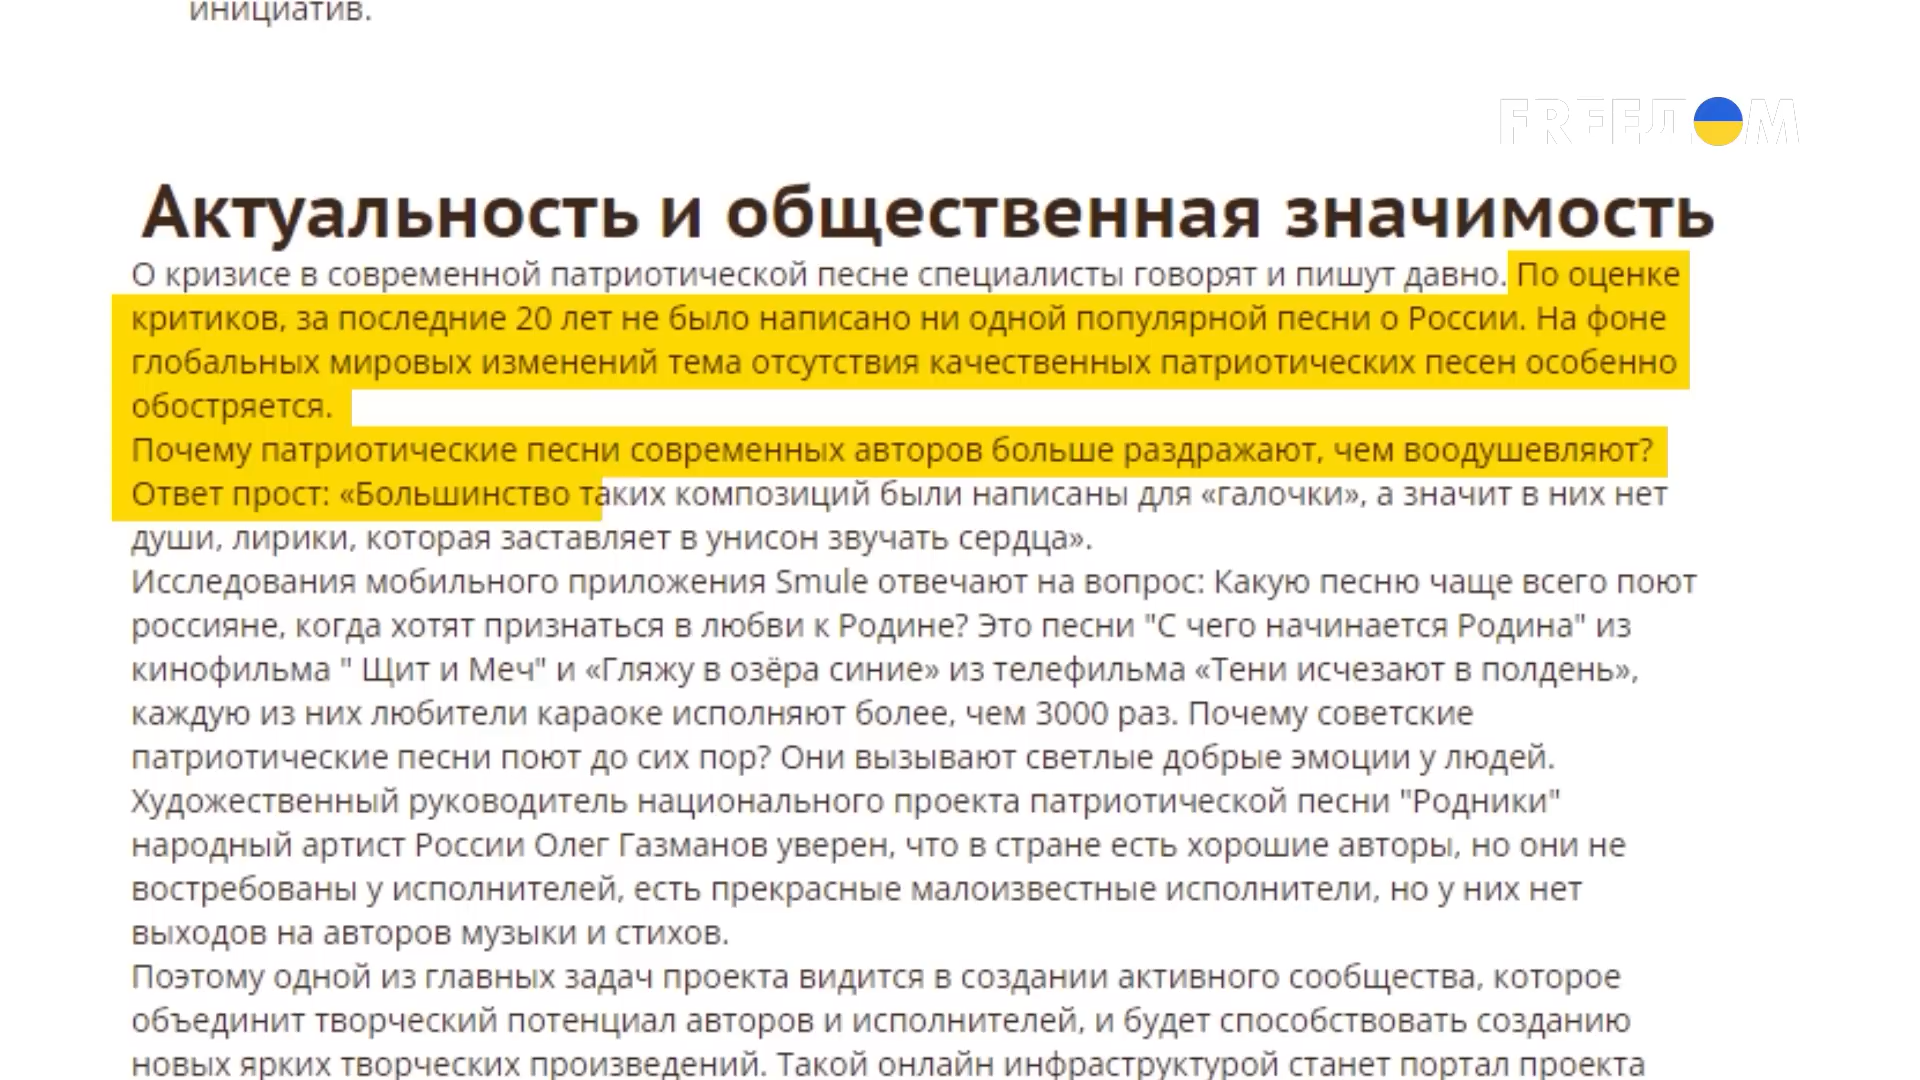 инициатив.
FREEДOM
Актуальность и общественная значимость
О кризисе в современной патриотической песне специалисты говорят и пишут давно. По оценке
критиков, за последние 20 лет не было написано ни одной популярной песни о России. На фоне
глобальных мировых изменений тема отсутствия качественных патриотических песен особенно
обостряется.
Почему патриотические песни современных авторов больше раздражают, чем воодушевляют?
Ответ прост: «Большинство таких композиций были написаны для «галочки», а значит в них нет
души, лирики, которая заставляет в унисон звучать сердца».
Исследования мобильного приложения Smule отвечают на вопрос: Какую песню чаще всего поют
россияне, когда хотят признаться в любви к Родине? Это песни "С чего начинается Родина" из
кинофильма " Щит и Меч" и «Гляжу в озёра синие» из телефильма «Тени исчезают в полдень»,
каждую из них любители караоке исполняют более, чем 3000 раз. Почему советские
патриотические песни поют до сих пор? Они вызывают светлые добрые эмоции у людей.
Художественный руководитель национального проекта патриотической песни "Родники"
народный артист России Олег Газманов уверен, что в стране есть хорошие авторы, но они не
востребованы у исполнителей, есть прекрасные малоизвестные исполнители, но у них нет
выходов на авторов музыки и стихов.
Поэтому одной из главных задач проекта видится в создании активного сообщества, которое
объединит творческий потенциал авторов и исполнителей, и будет способствовать созданию
новых ярких творческих произведений. Такой онлайн инфраструктурой станет портал проекта